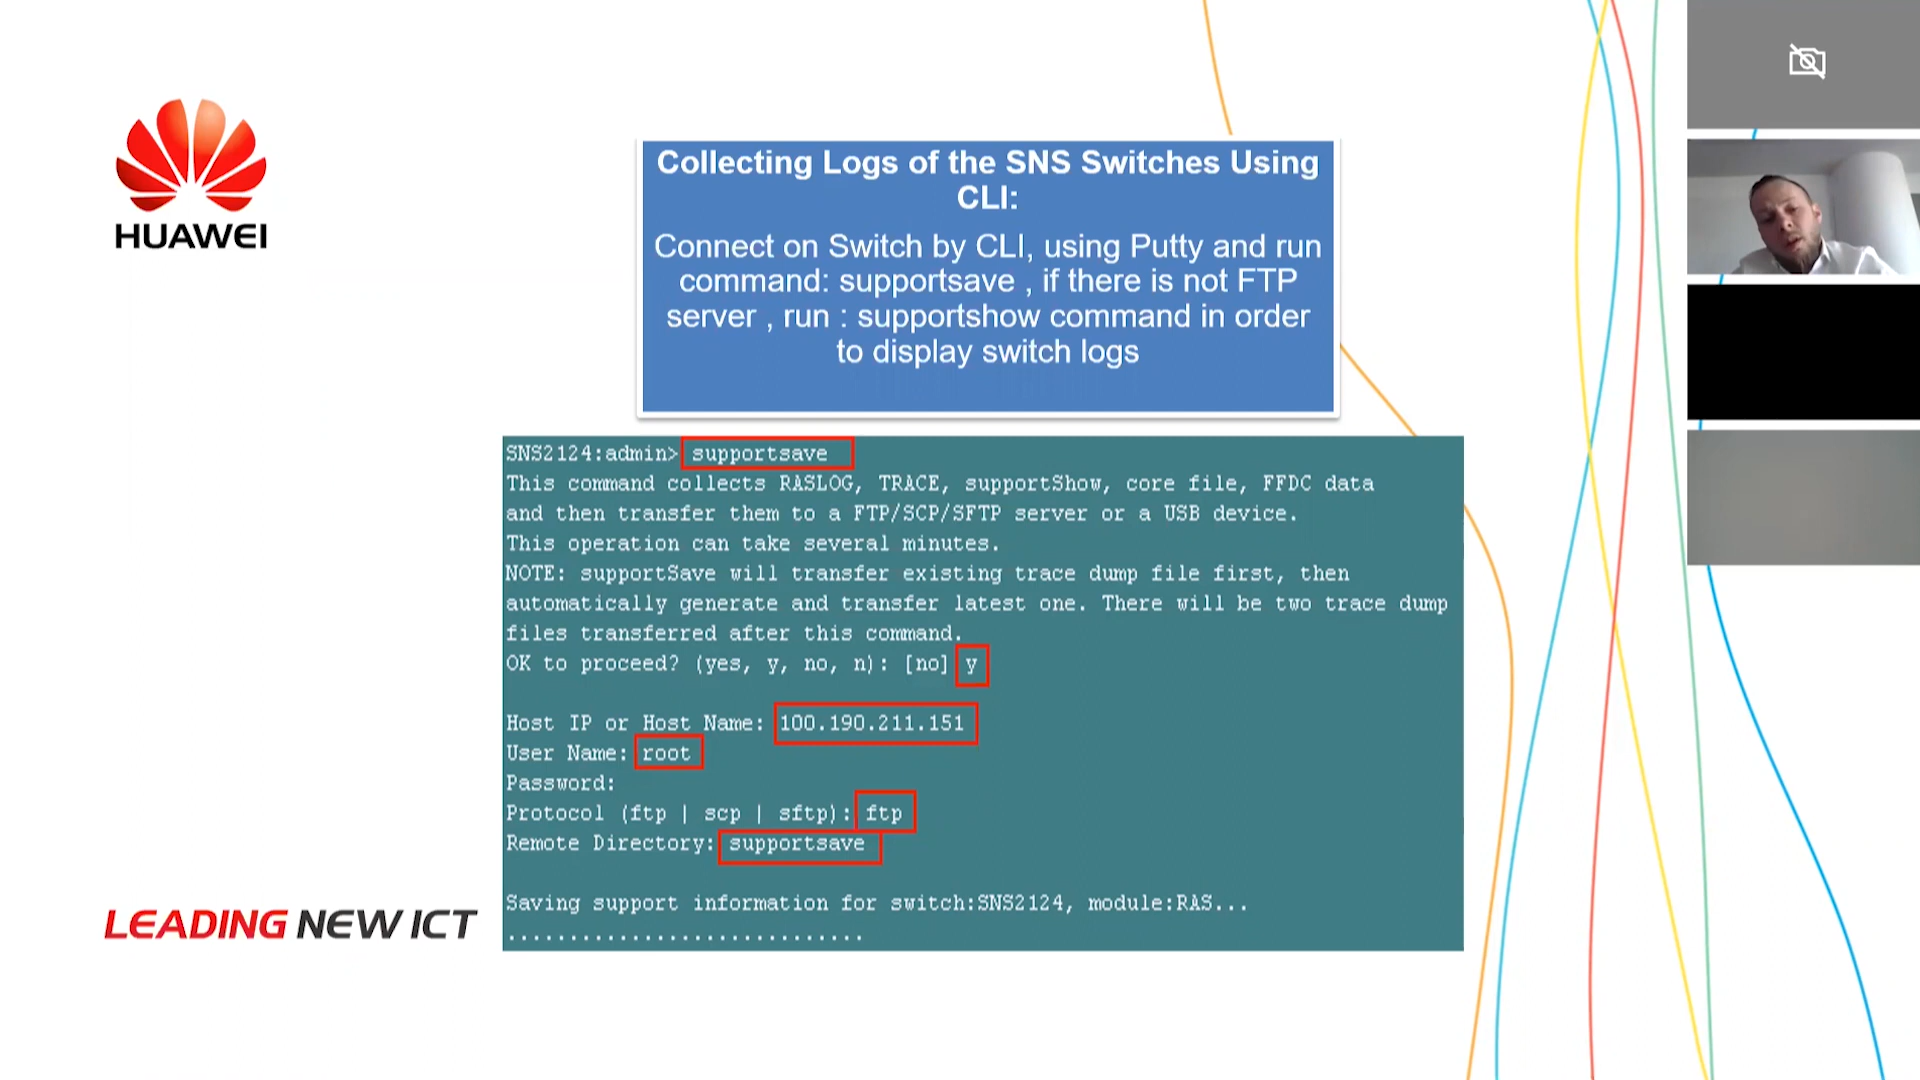 HUAWEI
Collecting Logs of the SNS Switches Using
CLI:
Connect on Switch by CLI, using Putty and run
command: supportsave , if there is not FTP
server , run : supportshow command in order
to display switch logs
SNS2124:admin> supportsave
This command collects RASLOG, TRACE, supportShow, core file, FFDC data
and then transfer them to a FTP/SCP/SFTP server or a USB device.
This operation can take several minutes.
NOTE: supportSave will transfer existing trace dump file first, then
automatically generate and transfer latest one. There will be two trace dump
files transferred after this command.
OK to proceed? (yes, y, no, n): [no] y
Host IP or Host Name: 100.190.211.151
User Name: root
Password:
Protocol (ftp | scp | sftp): ftp
Remote Directory: supportsave
Saving support information for switch:SNS2124, module:RAS...
.............................
LEADING NEW ICT